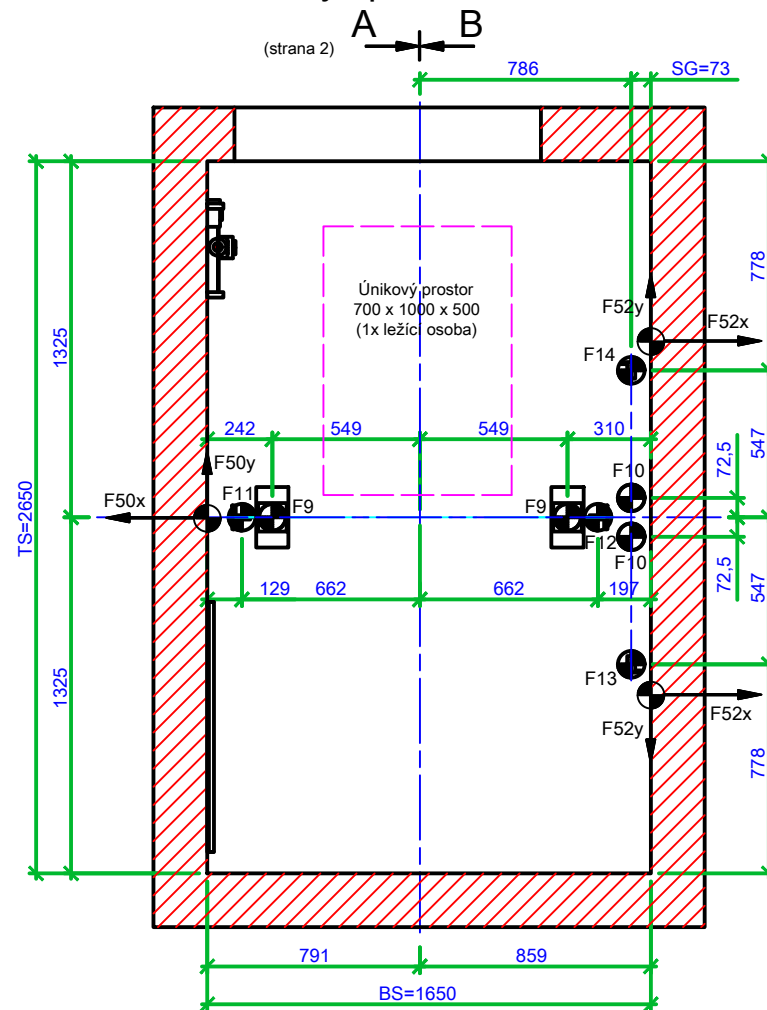 A B
(strana 2)
786
SG=73
Únikový prostor
700 x 1000 x 500
(1x ležící osoba)
F52y
F52x
F14
778
1325
547
242
549
549
310
72,5
F50y
F10
F11
F9
F9
F50x
F12
F10
TS=2650
72,5
129
662
662
197
547
F13
F52x
F52y
1325
778
791
859
BS=1650